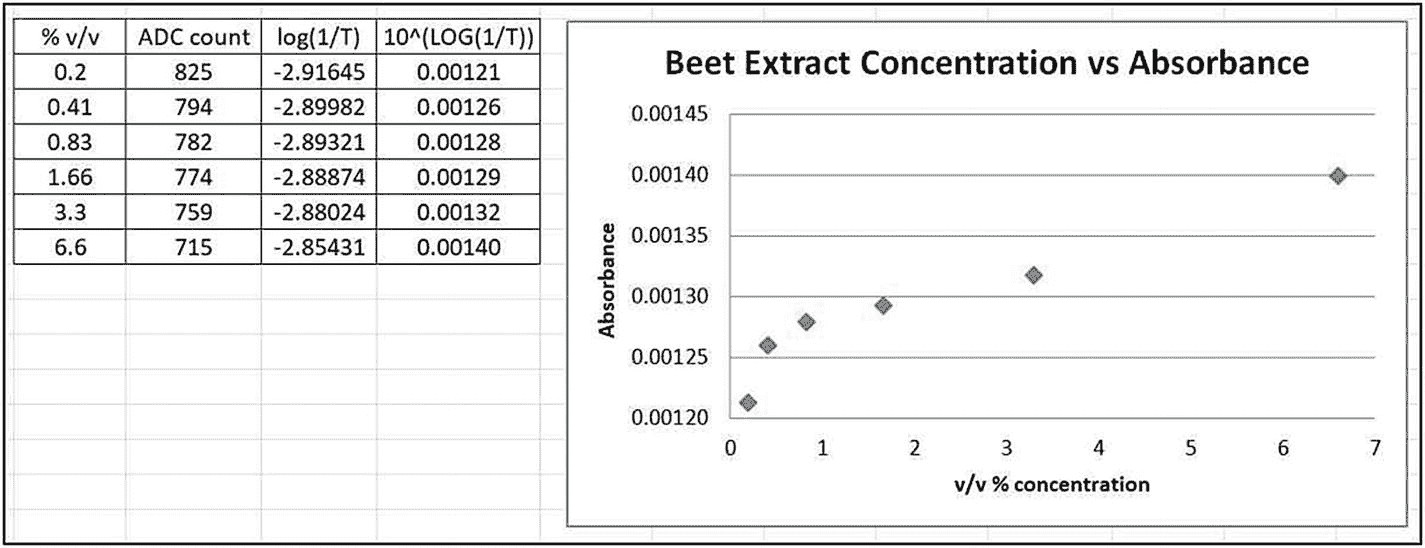 % v/v ADC count log(1/T) 10^(LOG(1/T))
0.2 825 -2.91645 0.00121
0.41 794 -2.89982 0.00126
0.83 782 -2.89321 0.00128
1.66 774 -2.88874 0.00129
3.3 759 -2.88024 0.00132
6.6 715 -2.85431 0.00140
Beet Extract Concentration vs Absorbance
Absorbance
0.00145
0.00140
0.00135
0.00130
0.00125
0.00120
0 1 2 3 4 5 6 7
v/v % concentration